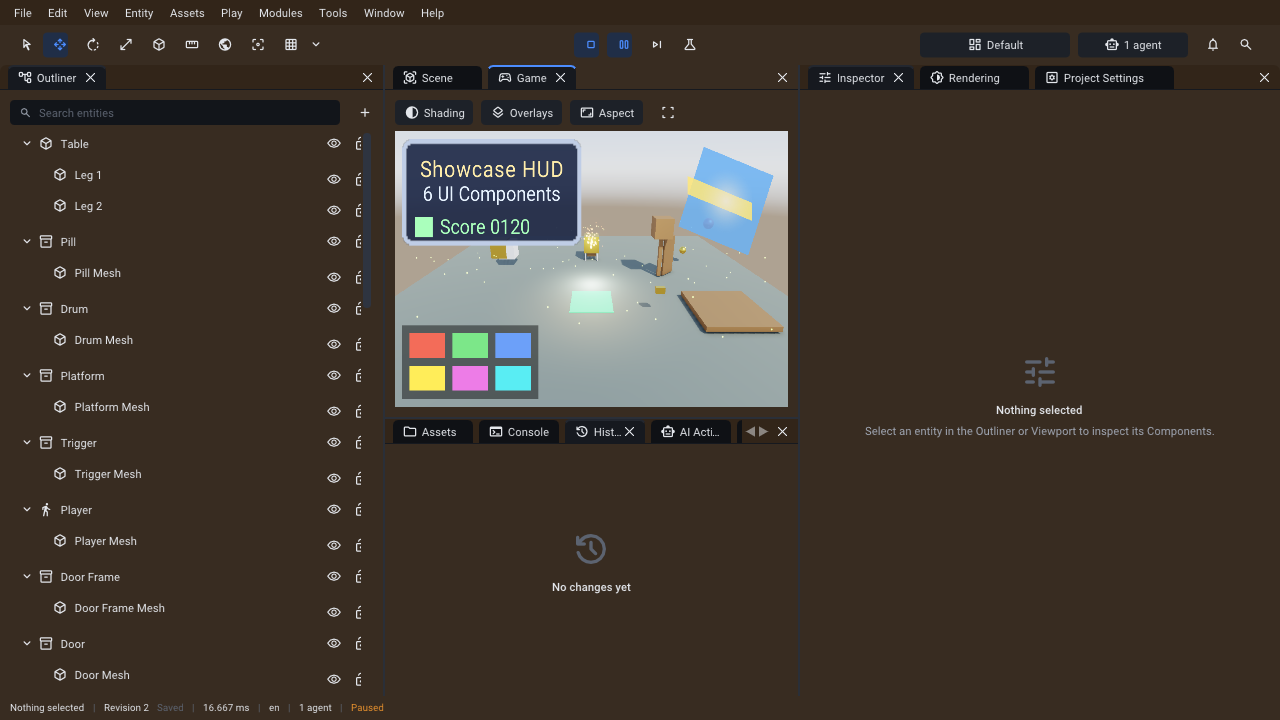 File Edit View Entity Assets Play Modules Tools Window Help
Default
1 agent
Outliner
Scene
Game
Inspector
Rendering
Project Settings
Search entities
Shading
Overlays
Aspect
Table
Leg 1
Leg 2
Pill
Pill Mesh
Drum
Drum Mesh
Platform
Platform Mesh
Trigger
Trigger Mesh
Player
Player Mesh
Door Frame
Door Frame Mesh
Door
Door Mesh
Showcase HUD
6 UI Components
Score 0120
Assets
Console
Hist...
AI Acti...
No changes yet
Nothing selected
Select an entity in the Outliner or Viewport to inspect its Components.
Nothing selected | Revision 2 Saved | 16.667 ms | en | 1 agent | Paused